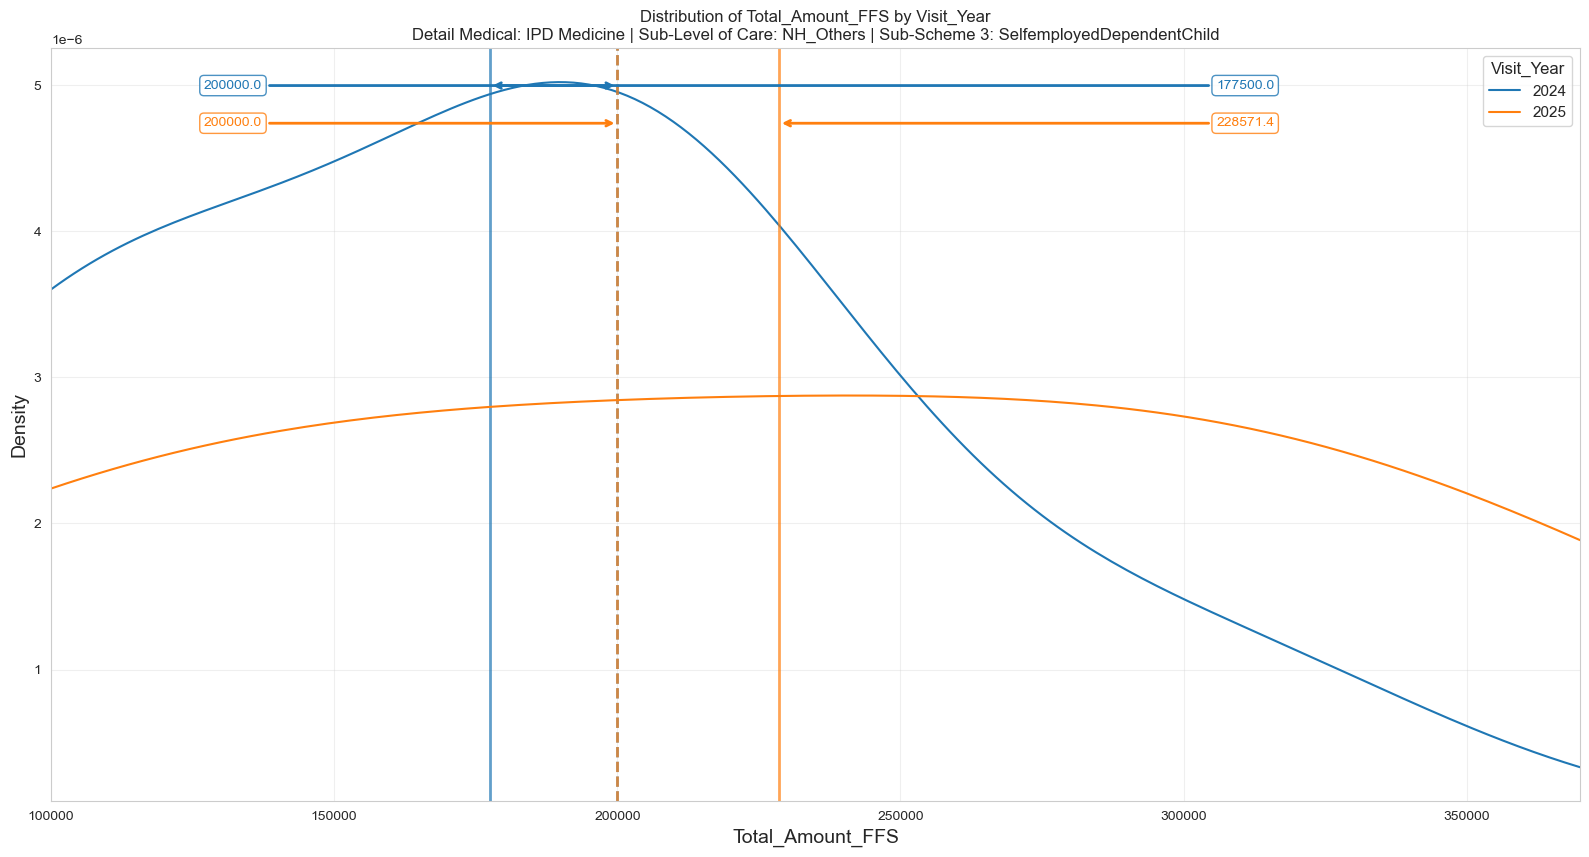 Distribution of Total_Amount_FFS by Visit_Year
Detail Medical: IPD Medicine | Sub-Level of Care: NH_Others | Sub-Scheme 3: SelfemployedDependentChild
1e−6
Visit_Year
2024
2025
200000.0
177500.0
200000.0
228571.4
5
4
3
2
1
Density
100000
150000
200000
250000
300000
350000
Total_Amount_FFS